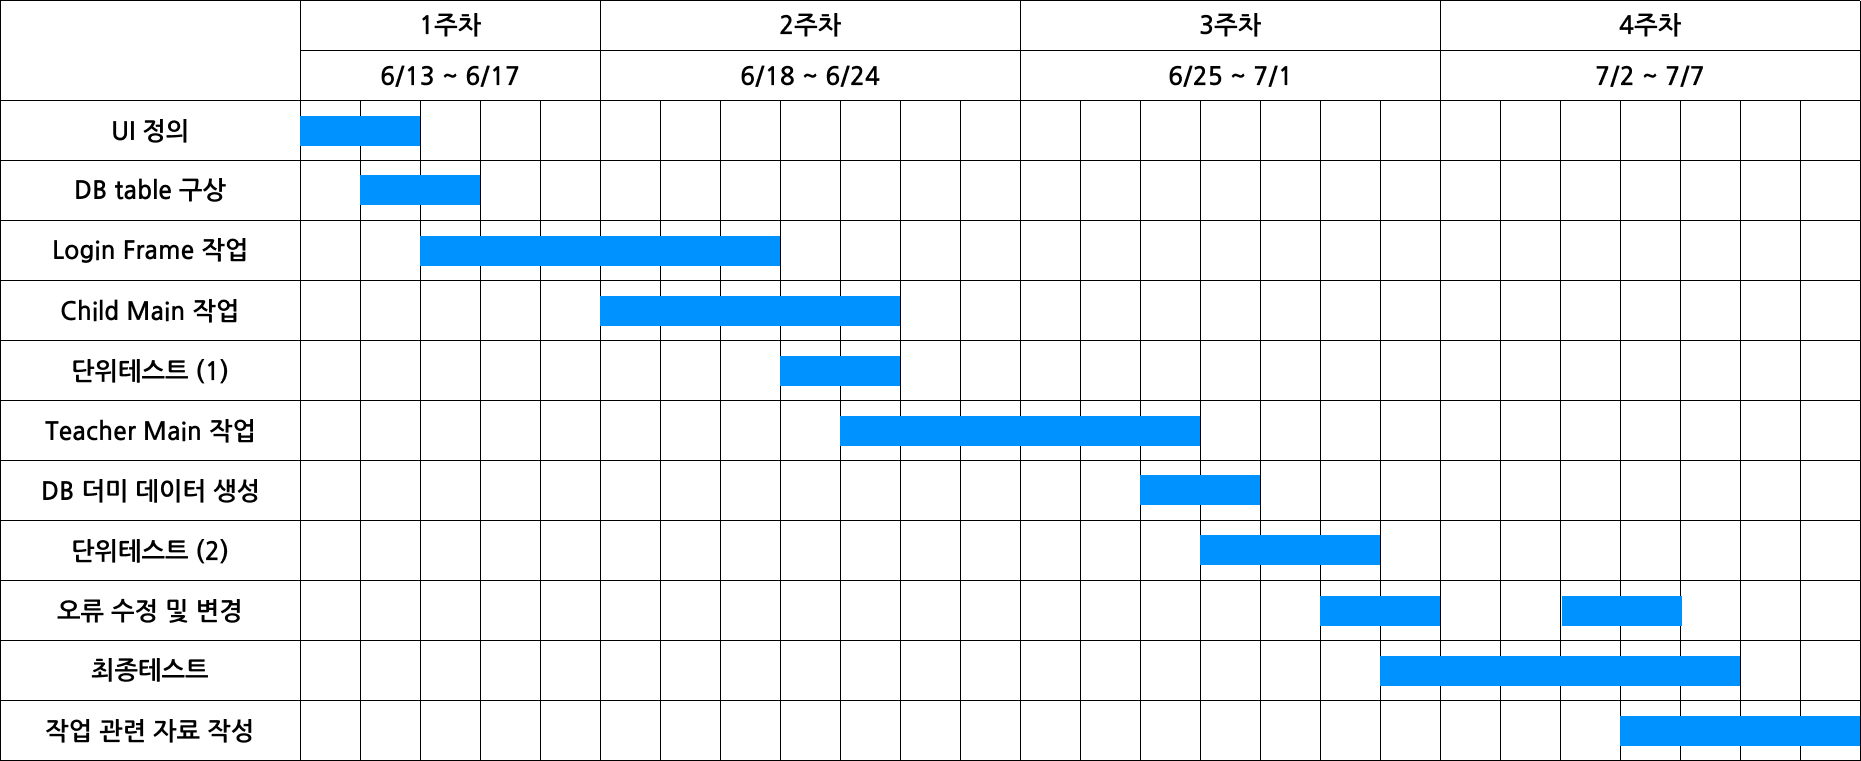 1주차 2주차 3주차 4주차
6/13 ~ 6/17 6/18 ~ 6/24 6/25 ~ 7/1 7/2 ~ 7/7
UI 정의
DB table 구상
Login Frame 작업
Child Main 작업
단위테스트 (1)
Teacher Main 작업
DB 더미 데이터 생성
단위테스트 (2)
오류 수정 및 변경
최종테스트
작업 관련 자료 작성